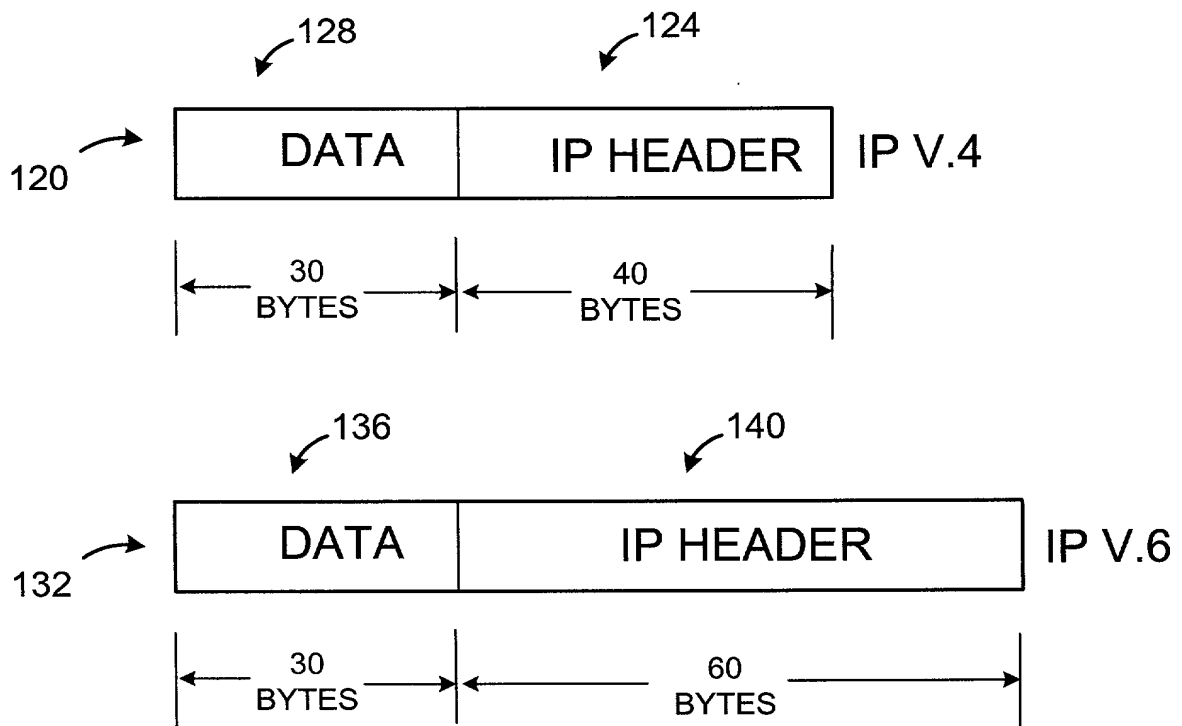 128
124
120
DATA
IP HEADER
IP V.4
30
BYTES
40
BYTES
136
140
132
DATA
IP HEADER
IP V.6
30
BYTES
60
BYTES